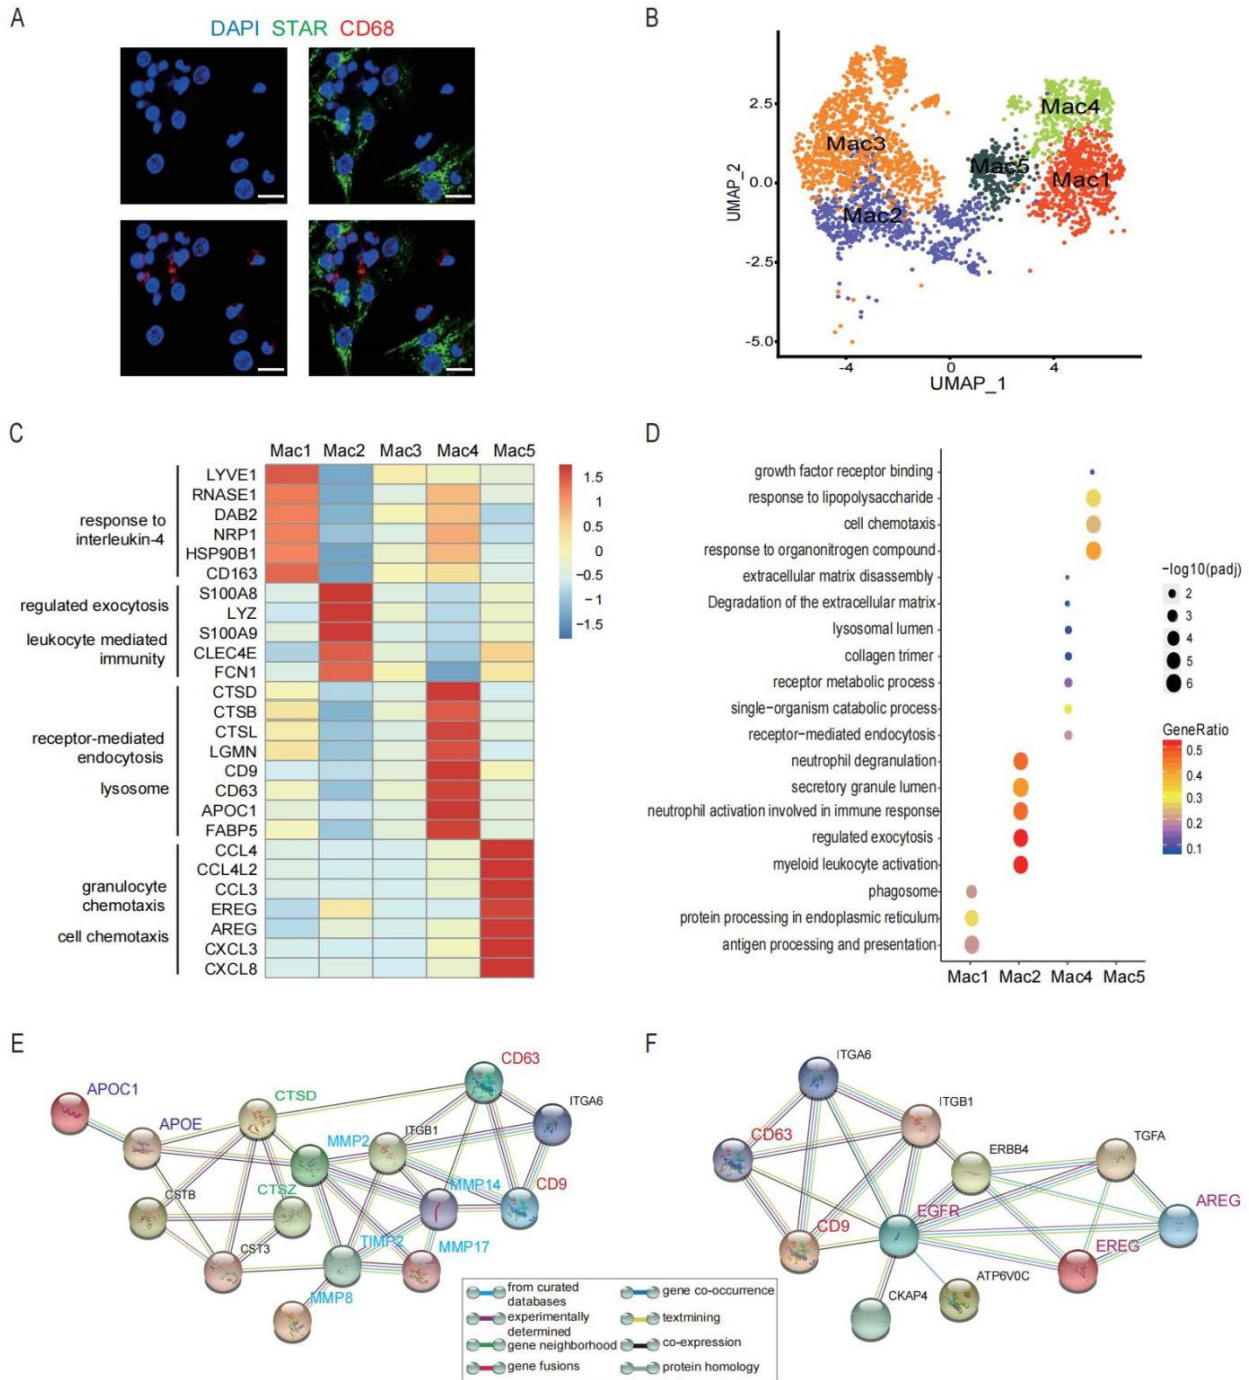 A
DAPI STAR CD68
B
2.5
0.0
-2.5
-5.0
UMAP_2
-4
0
4
UMAP_1
Mac4
Mac3
Mac5
Mac1
Mac2
C
Mac1 Mac2 Mac3 Mac4 Mac5
response to
interleukin-4
regulated exocytosis
leukocyte mediated
immunity
receptor-mediated
endocytosis
lysosome
granulocyte
chemotaxis
cell chemotaxis
LYVE1
RNASE1
DAB2
NRP1
HSP90B1
CD163
S100A8
LYZ
S100A9
CLEC4E
FCN1
CTSD
CTSB
CTSL
LGMN
CD9
CD63
APOC1
FABP5
CCL4
CCL4L2
CCL3
EREG
AREG
CXCL3
CXCL8
1.5
1
0.5
0
−0.5
−1
−1.5
D
growth factor receptor binding
response to lipopolysaccharide
cell chemotaxis
response to organonitrogen compound
extracellular matrix disassembly
Degradation of the extracellular matrix
lysosomal lumen
collagen trimer
receptor metabolic process
single−organism catabolic process
receptor−mediated endocytosis
neutrophil degranulation
secretory granule lumen
neutrophil activation involved in immune response
regulated exocytosis
myeloid leukocyte activation
phagosome
protein processing in endoplasmic reticulum
antigen processing and presentation
Mac1 Mac2 Mac4 Mac5
−log10(padj)
2
3
4
5
6
GeneRatio
0.5
0.4
0.3
0.2
0.1
E
APOC1
APOE
CTSD
CD63
ITGA6
MMP2
ITGB1
CSTB
CTSZ
MMP14
CD9
CST3
TIMP2
MMP17
MMP8
from curated
databases
experimentally
determined
gene neighborhood
gene fusions
gene co-occurrence
textmining
co-expression
protein homology
F
ITGA6
ITGB1
CD63
ERBB4
TGFA
EGFR
AREG
CD9
EREG
CKAP4
ATP6V0C